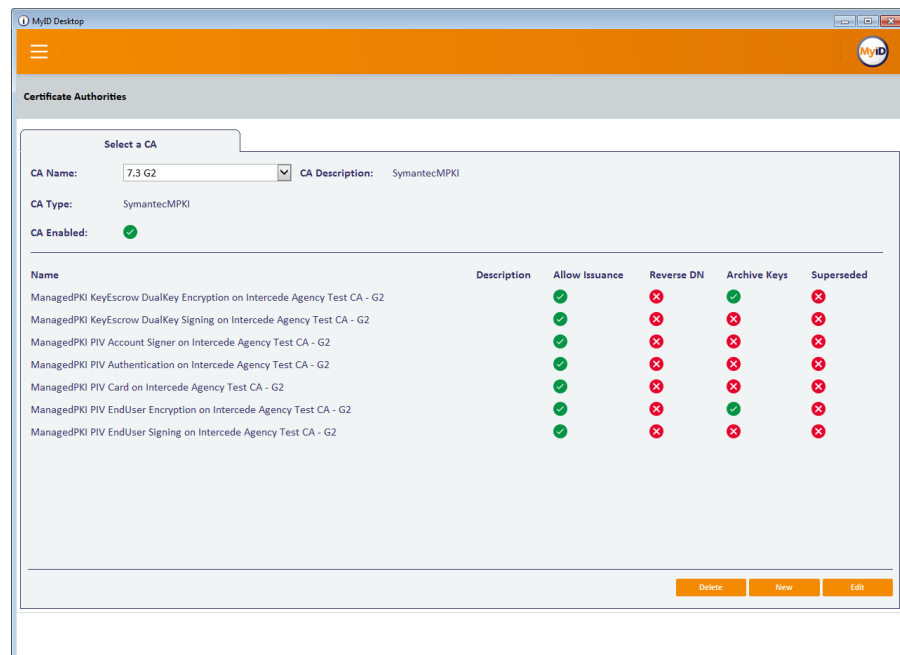 MyID Desktop
MyID
Certificate Authorities
Select a CA
CA Name: 7.3 G2 CA Description: SymantecMPKI
CA Type: SymantecMPKI
CA Enabled:
Name Description Allow Issuance Reverse DN Archive Keys Superseded
ManagedPKI KeyEscrow DualKey Encryption on Intercede Agency Test CA - G2
ManagedPKI KeyEscrow DualKey Signing on Intercede Agency Test CA - G2
ManagedPKI PIV Account Signer on Intercede Agency Test CA - G2
ManagedPKI PIV Authentication on Intercede Agency Test CA - G2
ManagedPKI PIV Card on Intercede Agency Test CA - G2
ManagedPKI PIV EndUser Encryption on Intercede Agency Test CA - G2
ManagedPKI PIV EndUser Signing on Intercede Agency Test CA - G2
Delete New Edit